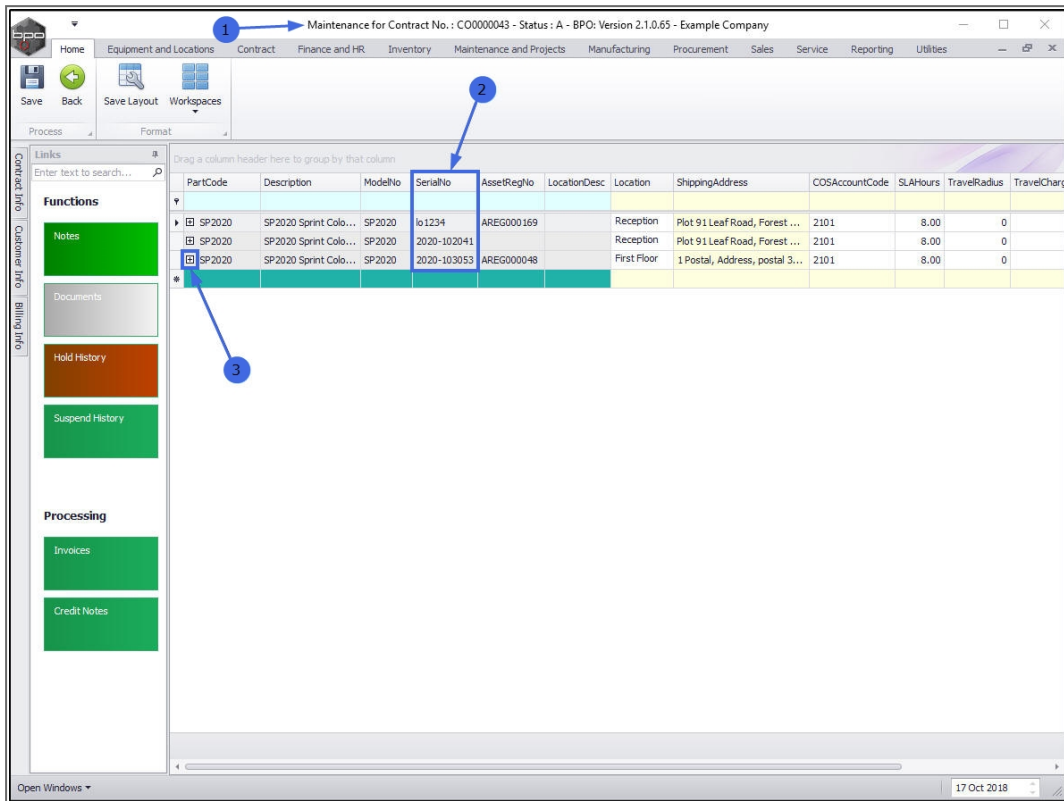 1
Maintenance for Contract No. : CO0000043 - Status : A - BPO: Version 2.1.0.65 - Example Company
bpo
Home Equipment and Locations Contract Finance and HR Inventory Maintenance and Projects Manufacturing Procurement Sales Service Reporting Utilities
Save Back Save Layout Workspaces
2
Process Format
Contract Info
Customer Info
Billing Info
Links
Enter text to search...
Functions
Notes
Documents
Hold History
Suspend History
Processing
Invoices
Credit Notes
Drag a column header here to group by that column
PartCode Description ModelNo SerialNo AssetRegNo LocationDesc Location ShippingAddress COSAccountCode SLAHours TravelRadius TravelCharg
SP2020 SP2020 Sprint Colo... SP2020 lo1234 AREG000169 Reception Plot 91 Leaf Road, Forest ... 2101 8.00 0
SP2020 SP2020 Sprint Colo... SP2020 2020-102041 Reception Plot 91 Leaf Road, Forest ... 2101 8.00 0
SP2020 SP2020 Sprint Colo... SP2020 2020-103053 AREG000048 First Floor 1 Postal, Address, postal 3... 2101 8.00 0
3
Open Windows 17 Oct 2018